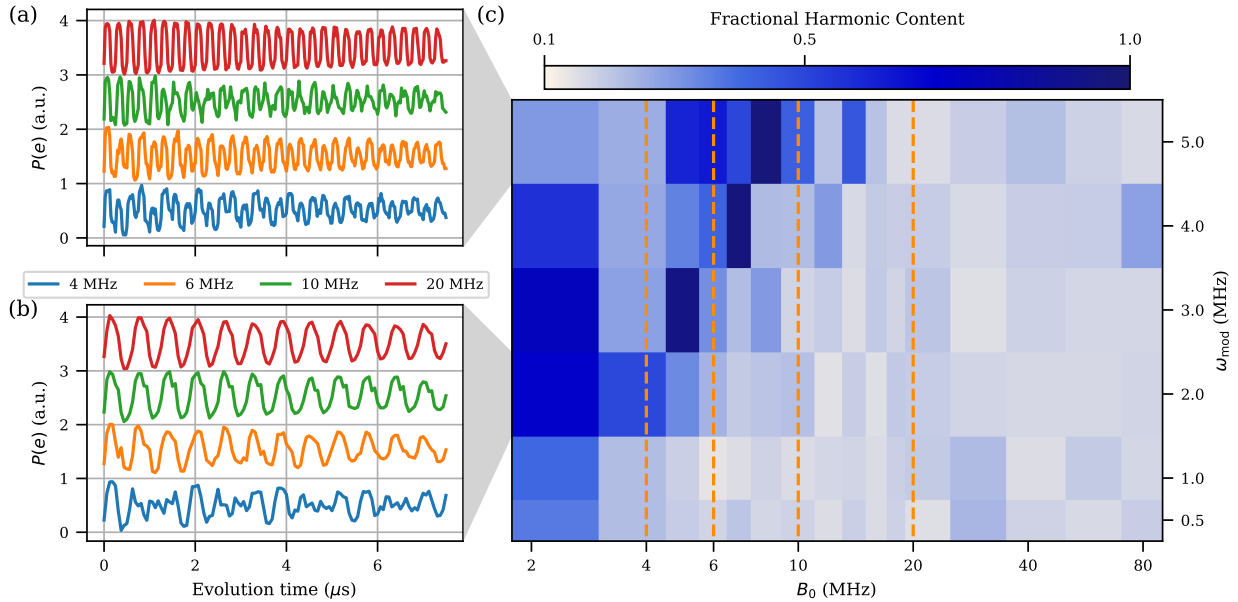 (a)
4
3
2
1
0
P(e) (a.u.)
4 MHz 6 MHz 10 MHz 20 MHz
(b)
4
3
2
1
0
P(e) (a.u.)
0 2 4 6
Evolution time (μs)
(c)
Fractional Harmonic Content
0.1 0.5 1.0
5.0
4.0
3.0
2.0
1.0
0.5
ω_mod (MHz)
2 4 6 10 20 40 80
B₀ (MHz)